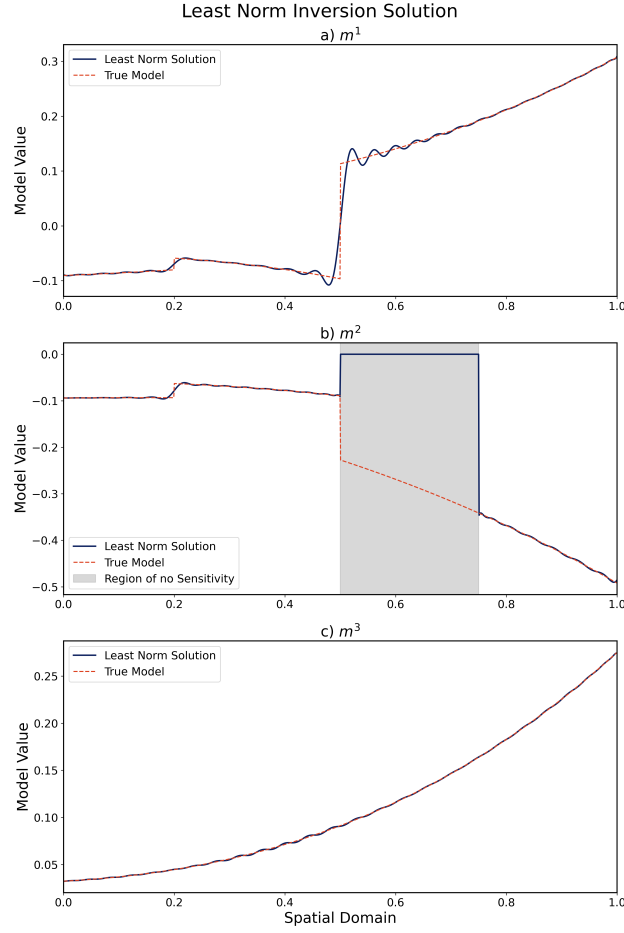 Least Norm Inversion Solution
a) m¹
Model Value
0.3
0.2
0.1
0.0
−0.1
Least Norm Solution
True Model
0.0 0.2 0.4 0.6 0.8 1.0
b) m²
Model Value
0.0
−0.1
−0.2
−0.3
−0.4
−0.5
Least Norm Solution
True Model
Region of no Sensitivity
0.0 0.2 0.4 0.6 0.8 1.0
c) m³
Model Value
0.25
0.20
0.15
0.10
0.05
Least Norm Solution
True Model
0.0 0.2 0.4 0.6 0.8 1.0
Spatial Domain